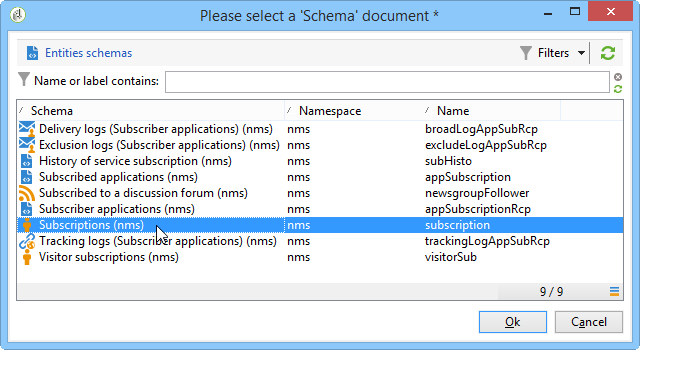 Please select a 'Schema' document *
Entities schemas Filters
Name or label contains:
Schema Namespace Name
Delivery logs (Subscriber applications) (nms) nms broadLogAppSubRcp
Exclusion logs (Subscriber applications) (nms) nms excludeLogAppSubRcp
History of service subscription (nms) nms subHisto
Subscribed applications (nms) nms appSubscription
Subscribed to a discussion forum (nms) nms newsgroupFollower
Subscriber applications (nms) nms appSubscriptionRcp
Subscriptions (nms) nms subscription
Tracking logs (Subscriber applications) (nms) nms trackingLogAppSubRcp
Visitor subscriptions (nms) nms visitorSub
9 / 9
Ok Cancel